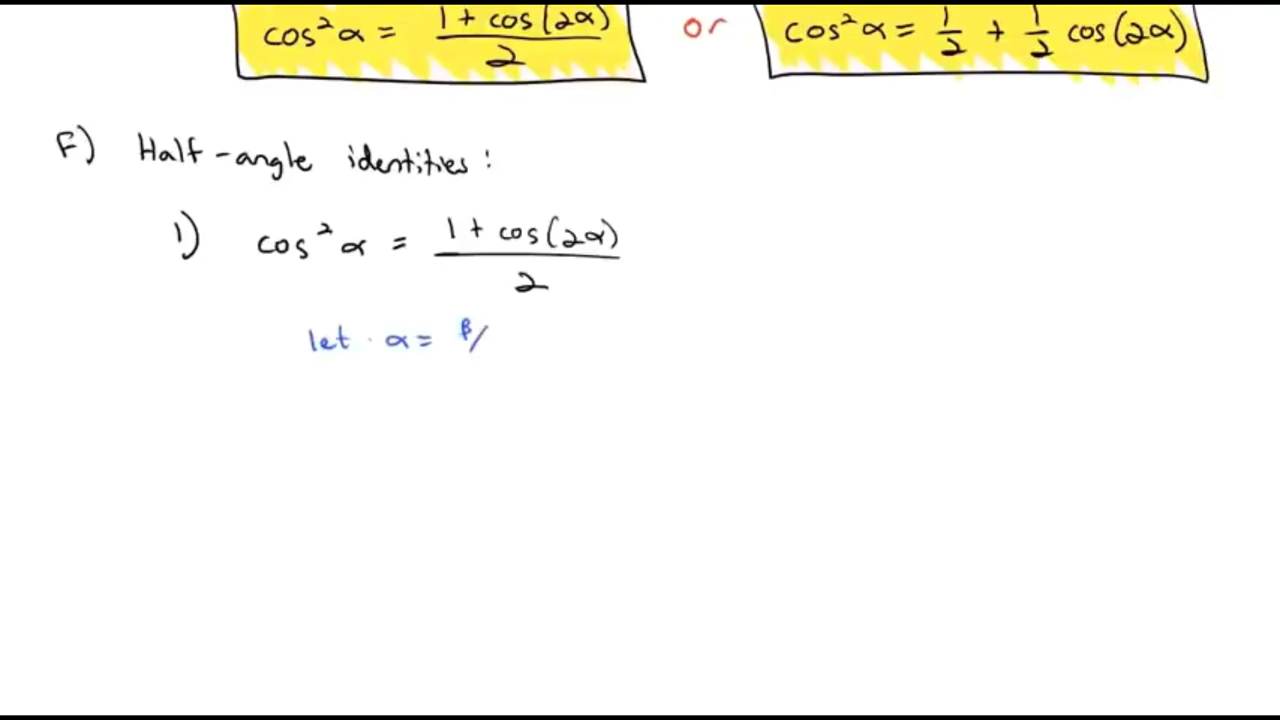 cos²α = (1 + cos(2α))/2 or cos²α = 1/2 + 1/2 cos(2α)
F) Half-angle identities:
1) cos²α = (1 + cos(2α))/2
let α = β/